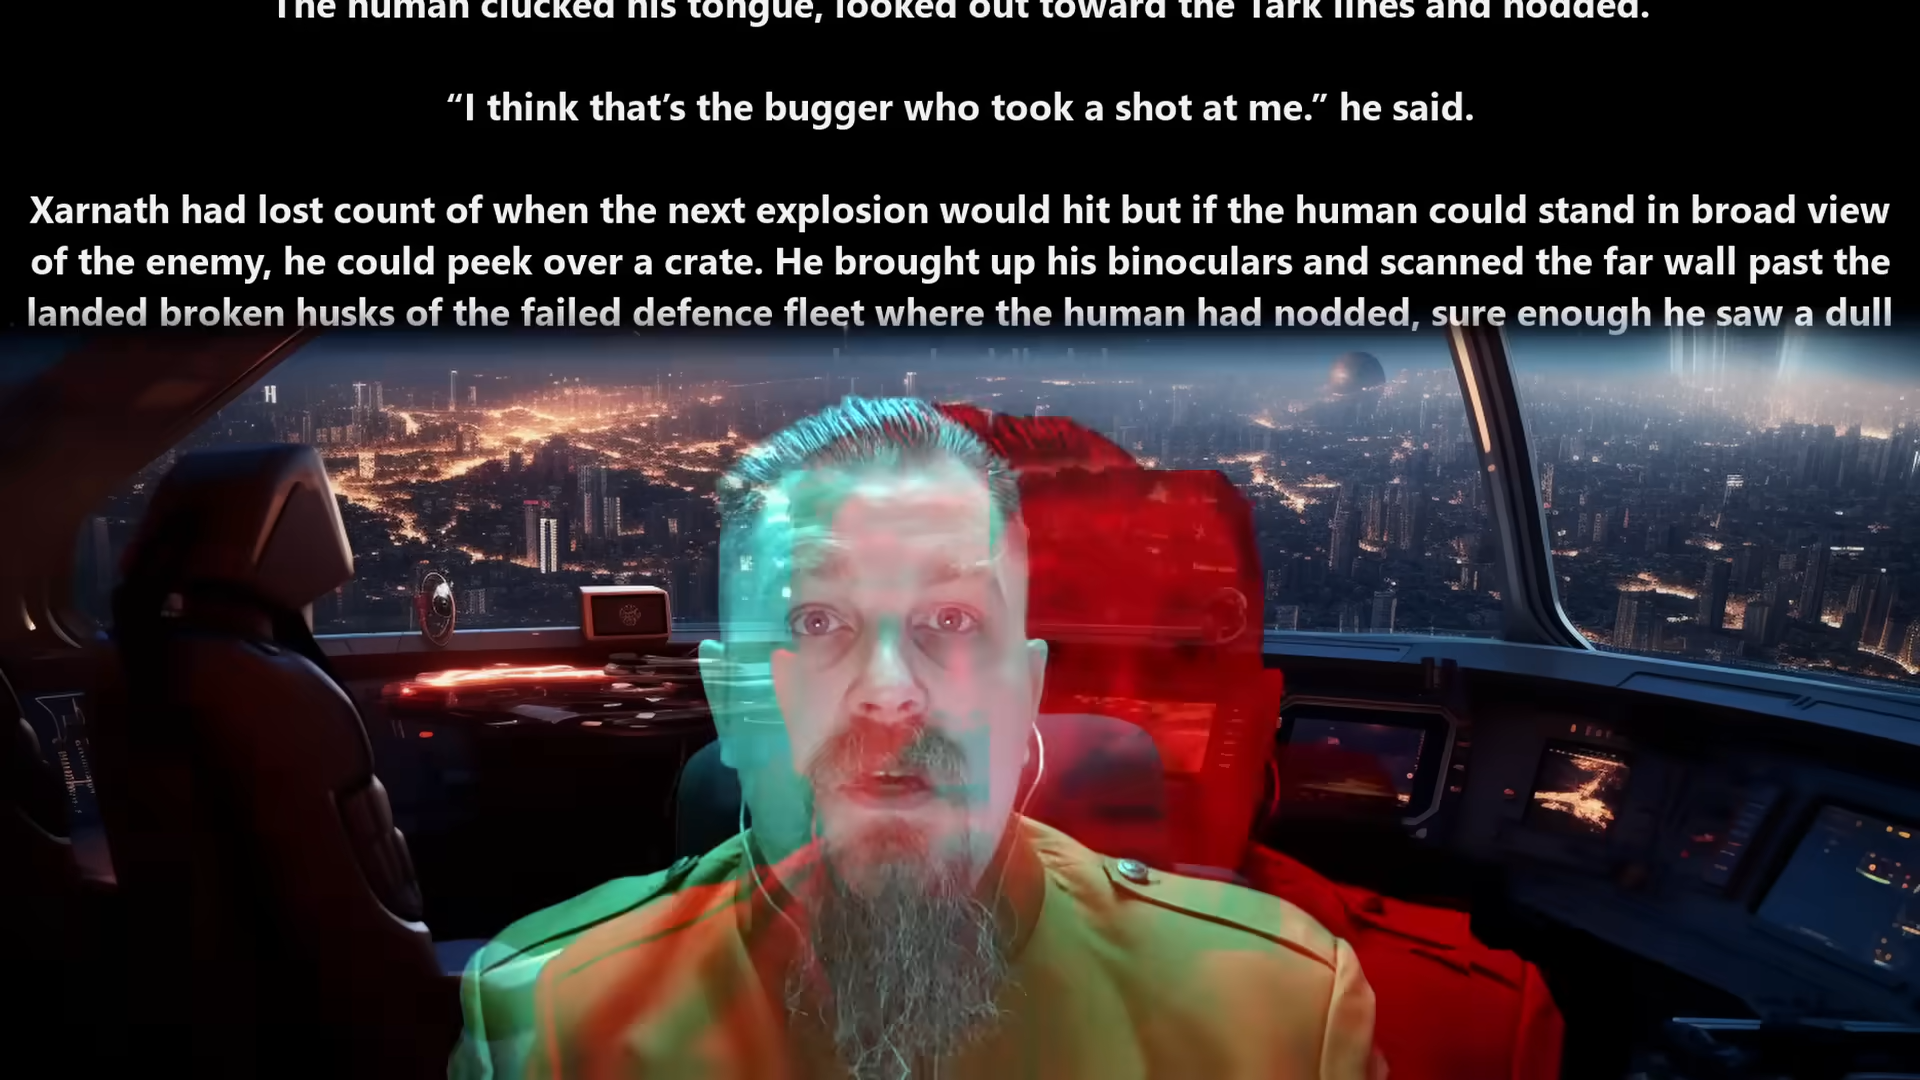 The human clucked his tongue, looked out toward the Tark lines and nodded.
“I think that’s the bugger who took a shot at me.” he said.
Xarnath had lost count of when the next explosion would hit but if the human could stand in broad view
of the enemy, he could peek over a crate. He brought up his binoculars and scanned the far wall past the
landed broken husks of the failed defence fleet where the human had nodded, sure enough he saw a dull